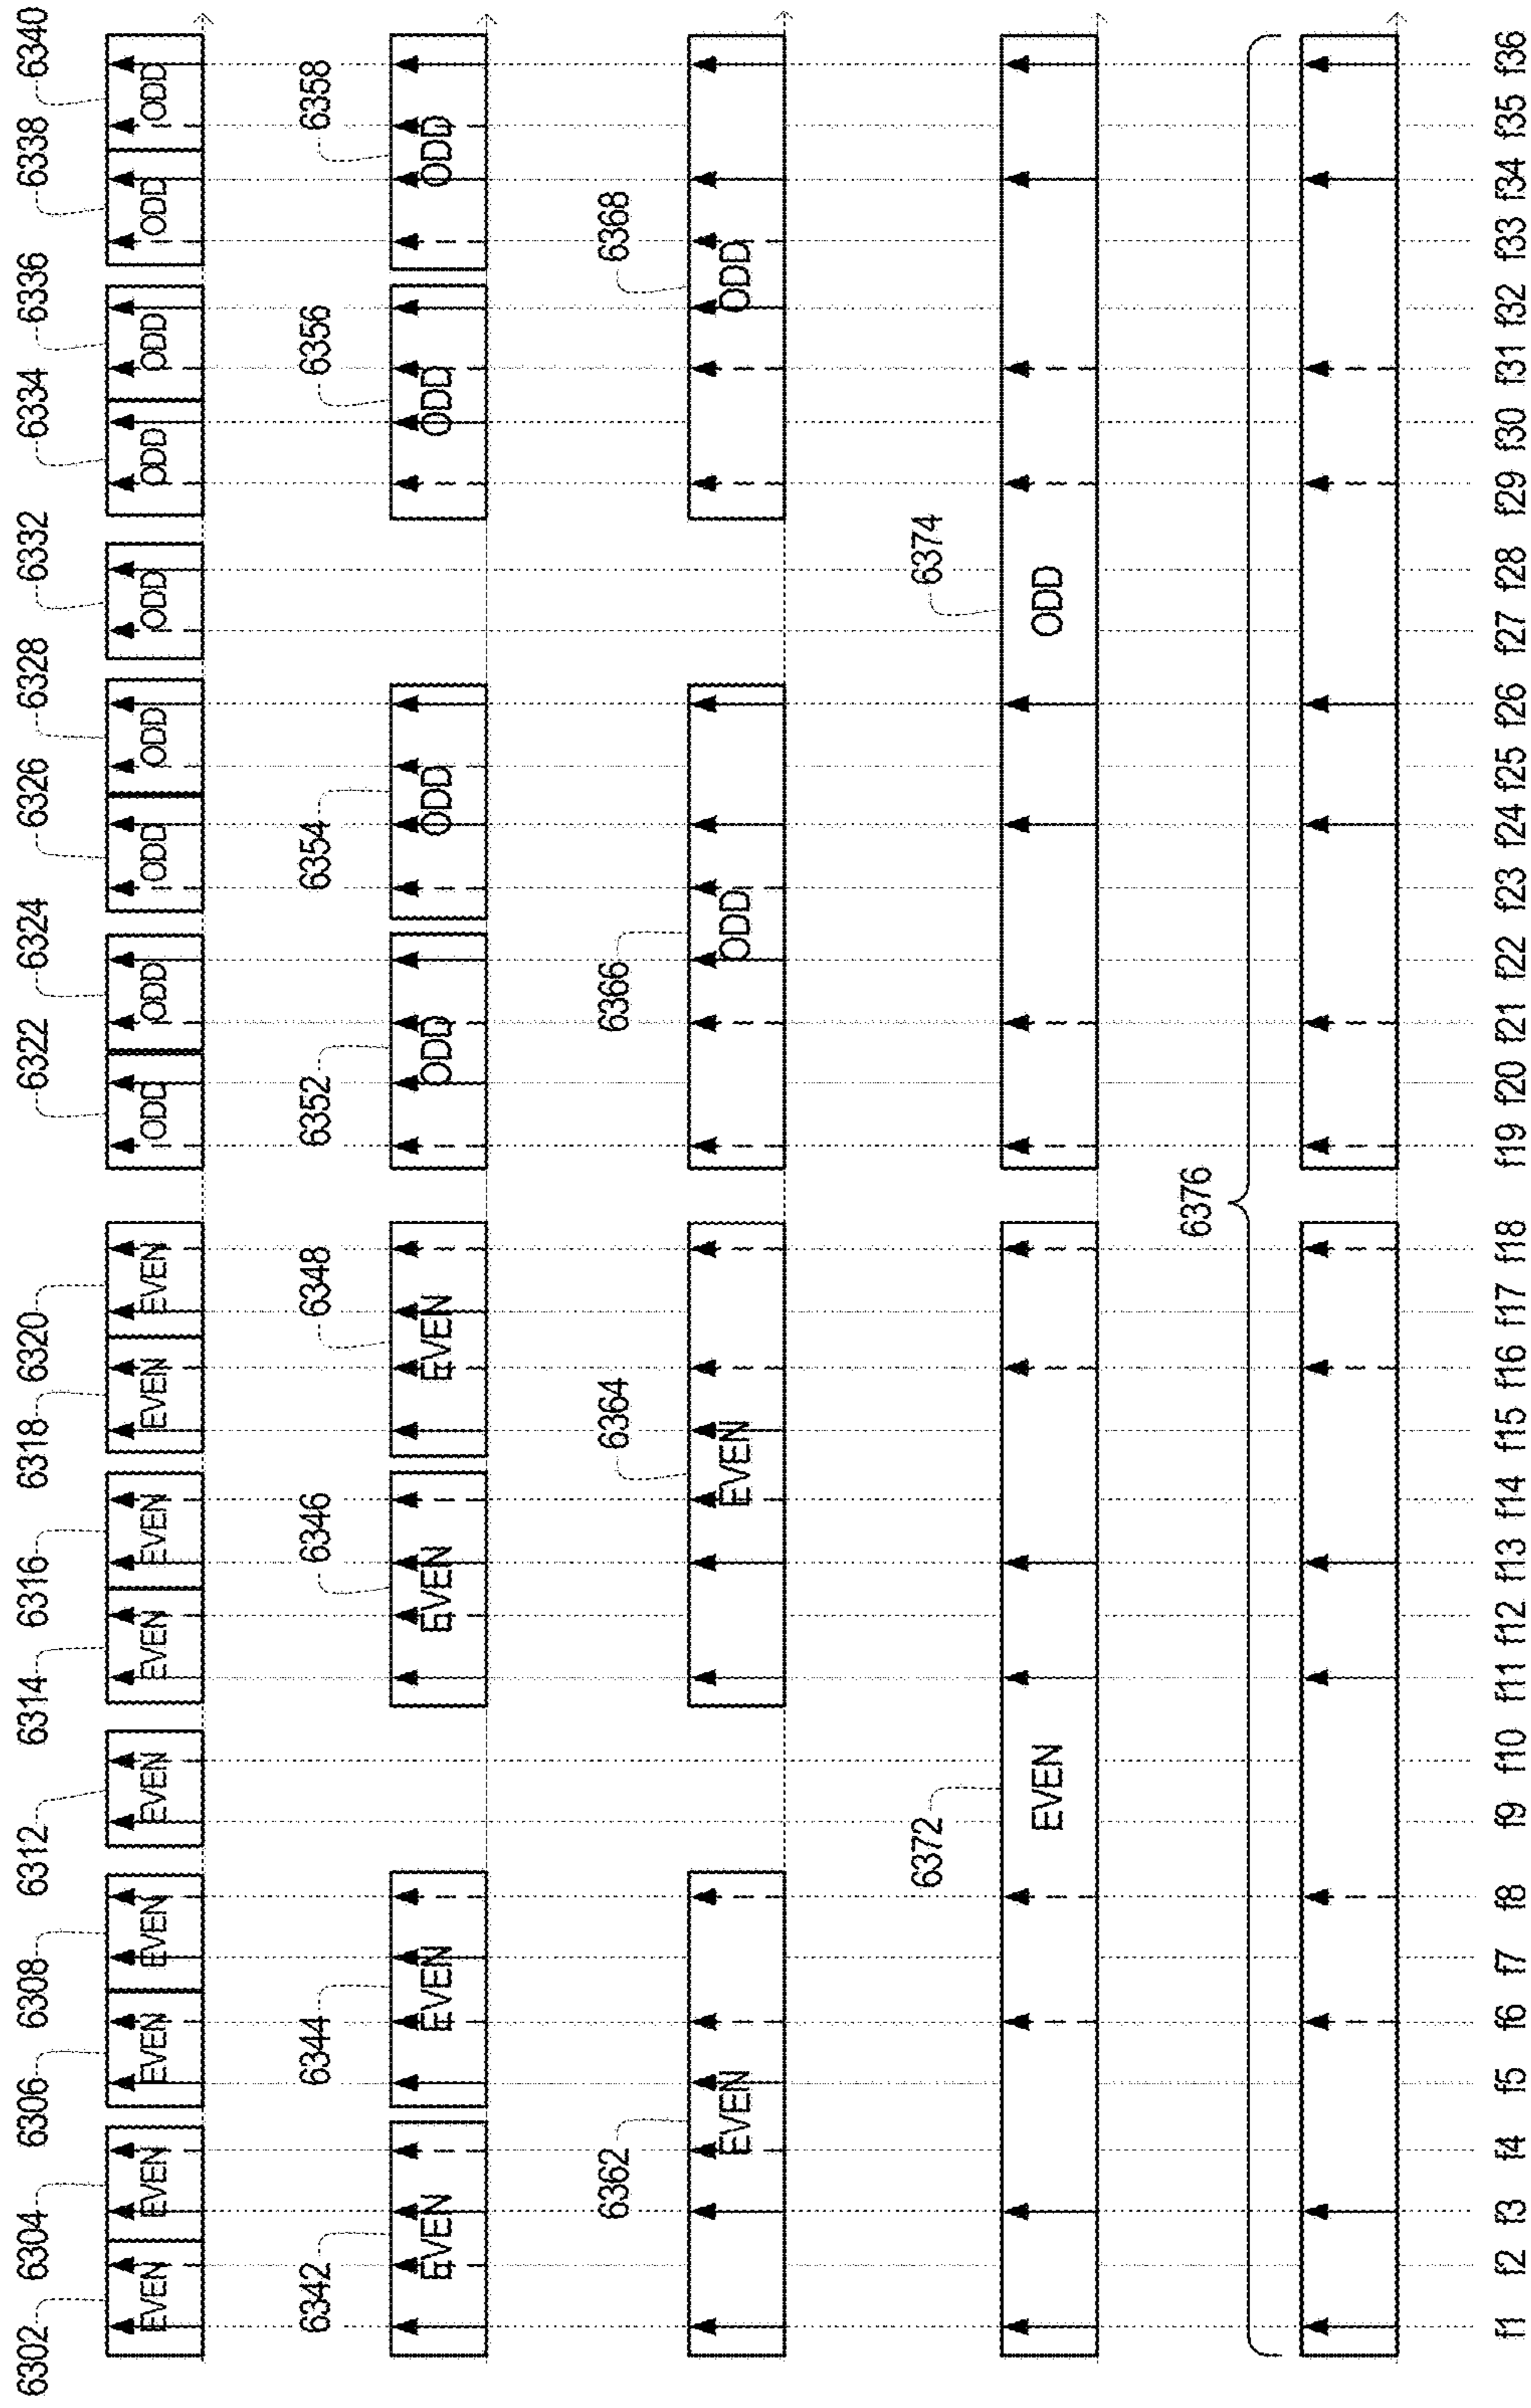 6302 6304 6306 6308 6312 6314 6316 6318 6320 6322 6324 6326 6328 6332 6334 6336 6338 6340
EVEN EVEN EVEN EVEN EVEN EVEN EVEN EVEN EVEN ODD ODD ODD ODD ODD ODD ODD ODD ODD
6342 6344 6346 6348 6352 6354 6356 6358
EVEN EVEN EVEN EVEN ODD ODD ODD ODD
6362 6364 6366 6368
EVEN EVEN ODD ODD
6372 6374
EVEN ODD
6376
f1 f2 f3 f4 f5 f6 f7 f8 f9 f10 f11 f12 f13 f14 f15 f16 f17 f18 f19 f20 f21 f22 f23 f24 f25 f26 f27 f28 f29 f30 f31 f32 f33 f34 f35 f36